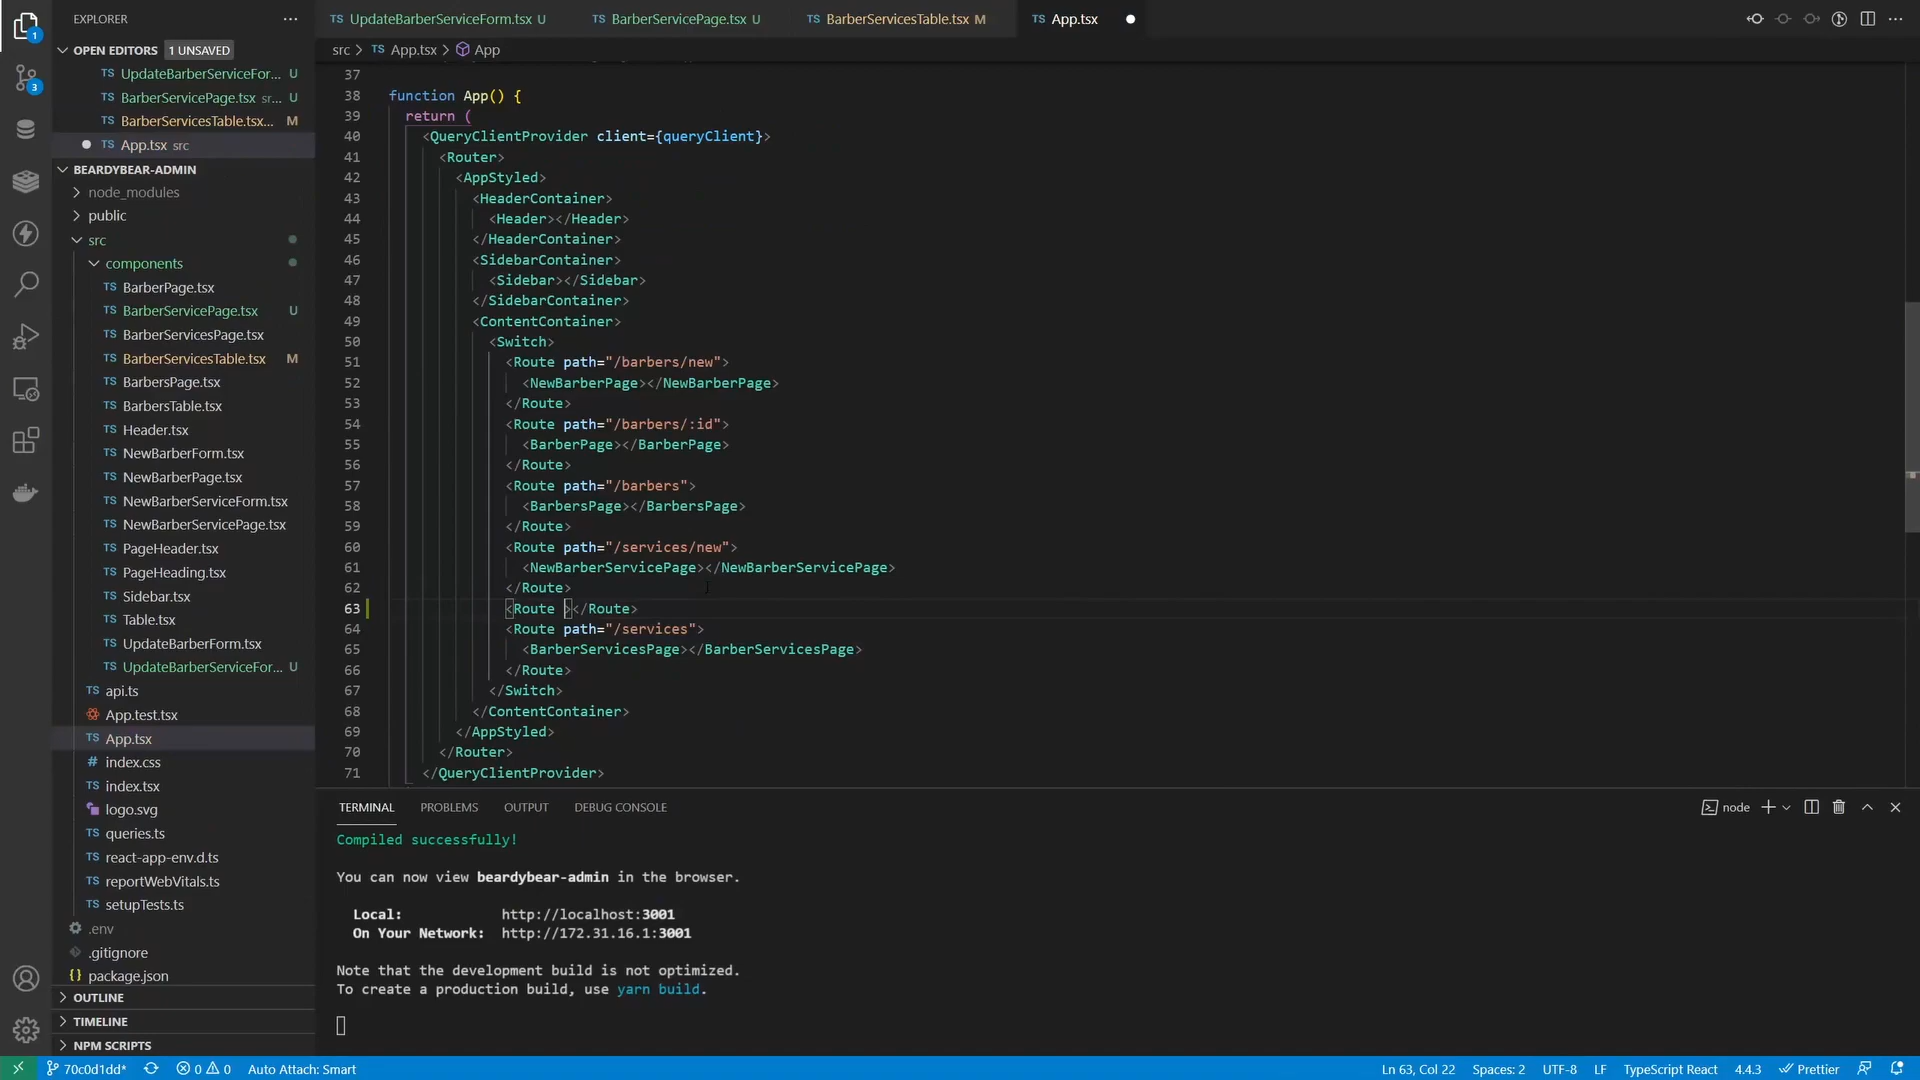 EXPLORER
UpdateBarberServiceForm.tsx U
BarberServicePage.tsx U
BarberServicesTable.tsx M
App.tsx
OPEN EDITORS 1 UNSAVED
UpdateBarberServiceFor... U
BarberServicePage.tsx sr... U
BarberServicesTable.tsx... M
App.tsx src
BEARDYBEAR-ADMIN
node_modules
public
src
components
BarberPage.tsx
BarberServicePage.tsx U
BarberServicesPage.tsx
BarberServicesTable.tsx M
BarbersPage.tsx
BarbersTable.tsx
Header.tsx
NewBarberForm.tsx
NewBarberPage.tsx
NewBarberServiceForm.tsx
NewBarberServicePage.tsx
PageHeader.tsx
PageHeading.tsx
Sidebar.tsx
Table.tsx
UpdateBarberForm.tsx
UpdateBarberServiceFor... U
api.ts
App.test.tsx
App.tsx
index.css
index.tsx
logo.svg
queries.ts
react-app-env.d.ts
reportWebVitals.ts
setupTests.ts
.env
.gitignore
package.json
OUTLINE
TIMELINE
NPM SCRIPTS
src > TS App.tsx > App
37
38 function App() {
39 return (
40 <QueryClientProvider client={queryClient}>
41 <Router>
42 <AppStyled>
43 <HeaderContainer>
44 <Header></Header>
45 </HeaderContainer>
46 <SidebarContainer>
47 <Sidebar></Sidebar>
48 </SidebarContainer>
49 <ContentContainer>
50 <Switch>
51 <Route path="/barbers/new">
52 <NewBarberPage></NewBarberPage>
53 </Route>
54 <Route path="/barbers/:id">
55 <BarberPage></BarberPage>
56 </Route>
57 <Route path="/barbers">
58 <BarbersPage></BarbersPage>
59 </Route>
60 <Route path="/services/new">
61 <NewBarberServicePage></NewBarberServicePage>
62 </Route>
63 <Route ></Route>
64 <Route path="/services">
65 <BarberServicesPage></BarberServicesPage>
66 </Route>
67 </Switch>
68 </ContentContainer>
69 </AppStyled>
70 </Router>
71 </QueryClientProvider>
TERMINAL PROBLEMS OUTPUT DEBUG CONSOLE
node
Compiled successfully!
You can now view beardybear-admin in the browser.
Local: http://localhost:3001
On Your Network: http://172.31.16.1:3001
Note that the development build is not optimized.
To create a production build, use yarn build.
70c0d1dd* 0 0 Auto Attach: Smart
Ln 63, Col 22 Spaces: 2 UTF-8 LF TypeScript React 4.4.3 Prettier